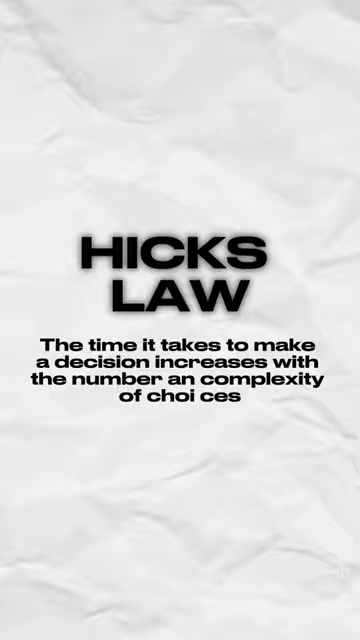 HICKS
LAW
The time it takes to make
a decision increases with
the number an complexity
of choi ces